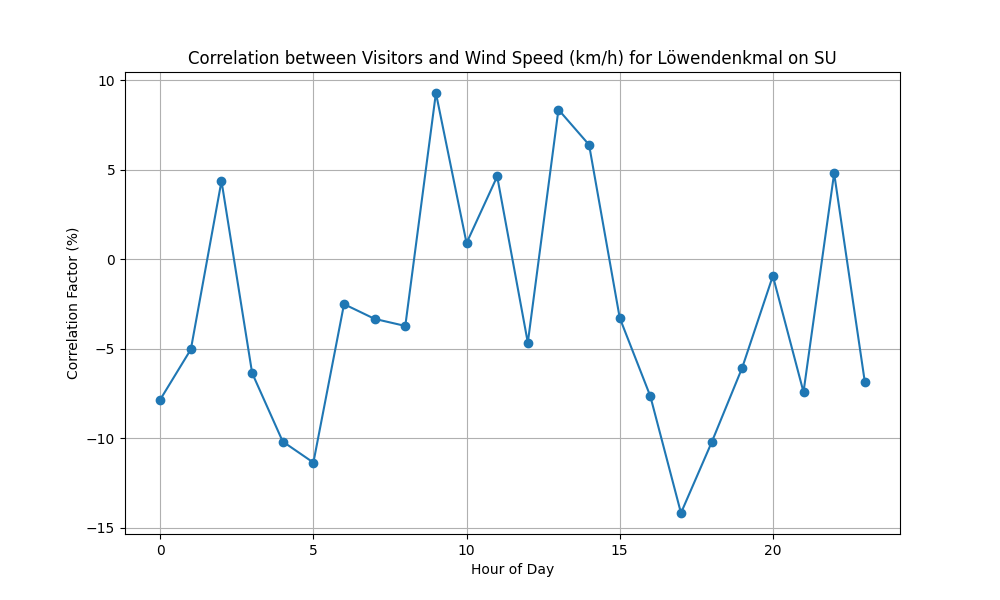 Correlation between Visitors and Wind Speed (km/h) for Löwendenkmal on SU
10
5
0
−5
−10
−15
Correlation Factor (%)
0 5 10 15 20
Hour of Day